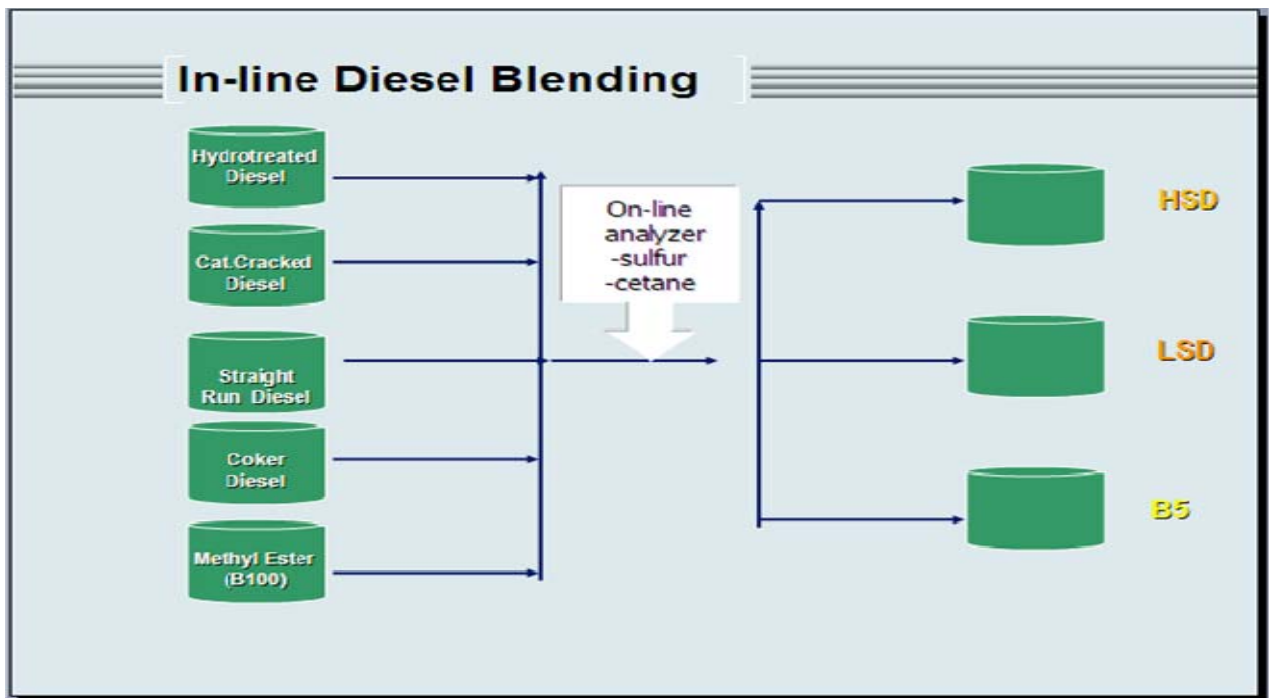 In-line Diesel Blending
Hydrotreated
Diesel
Cat.Cracked
Diesel
Straight
Run Diesel
Coker
Diesel
Methyl Ester
(B100)
On-line
analyzer
-sulfur
-cetane
HSD
LSD
B5